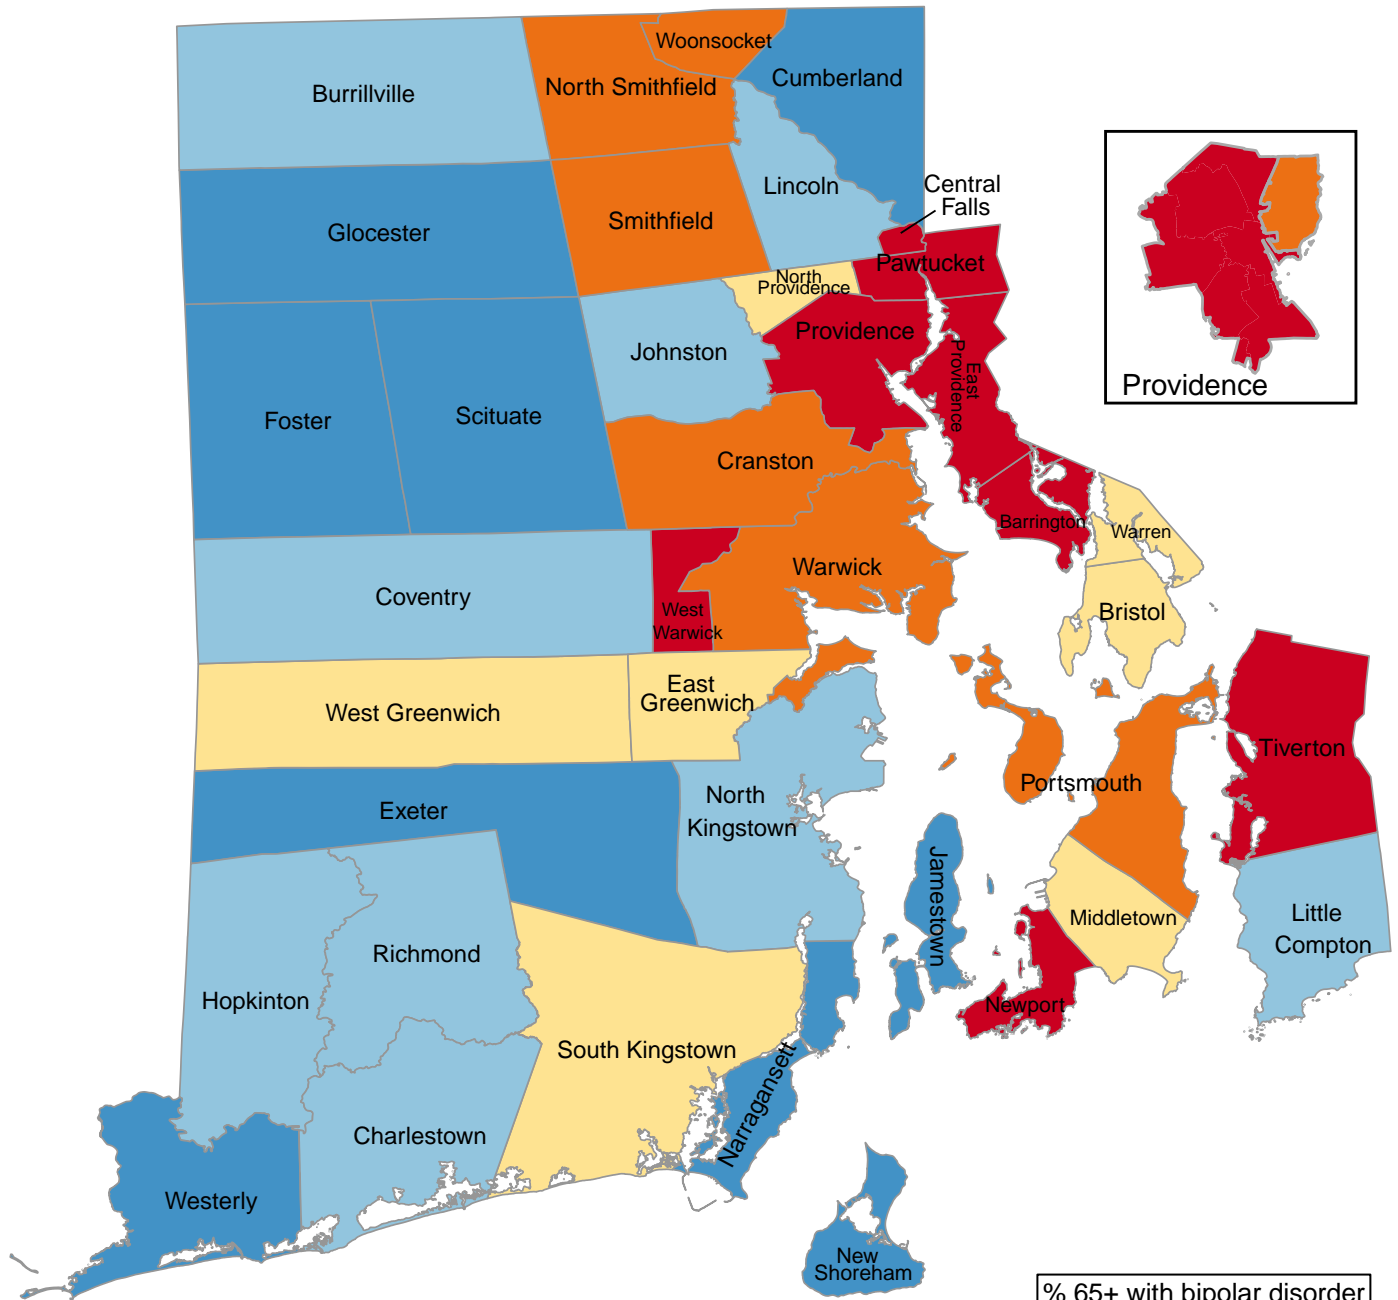 Woonsocket
Burrillville
North Smithfield
Cumberland
Lincoln
Central
Falls
Glocester
Smithfield
Pawtucket
North
Providence
Providence
Johnston
East
Providence
Providence
Foster
Scituate
Cranston
Barrington
Warren
Warwick
Coventry
West
Warwick
Bristol
East
Greenwich
West Greenwich
Tiverton
Portsmouth
North
Kingstown
Exeter
Jamestown
Middletown
Little
Compton
Richmond
Hopkinton
Newport
South Kingstown
Narragansett
Charlestown
Westerly
New
Shoreham
% 65+ with bipolar disorder